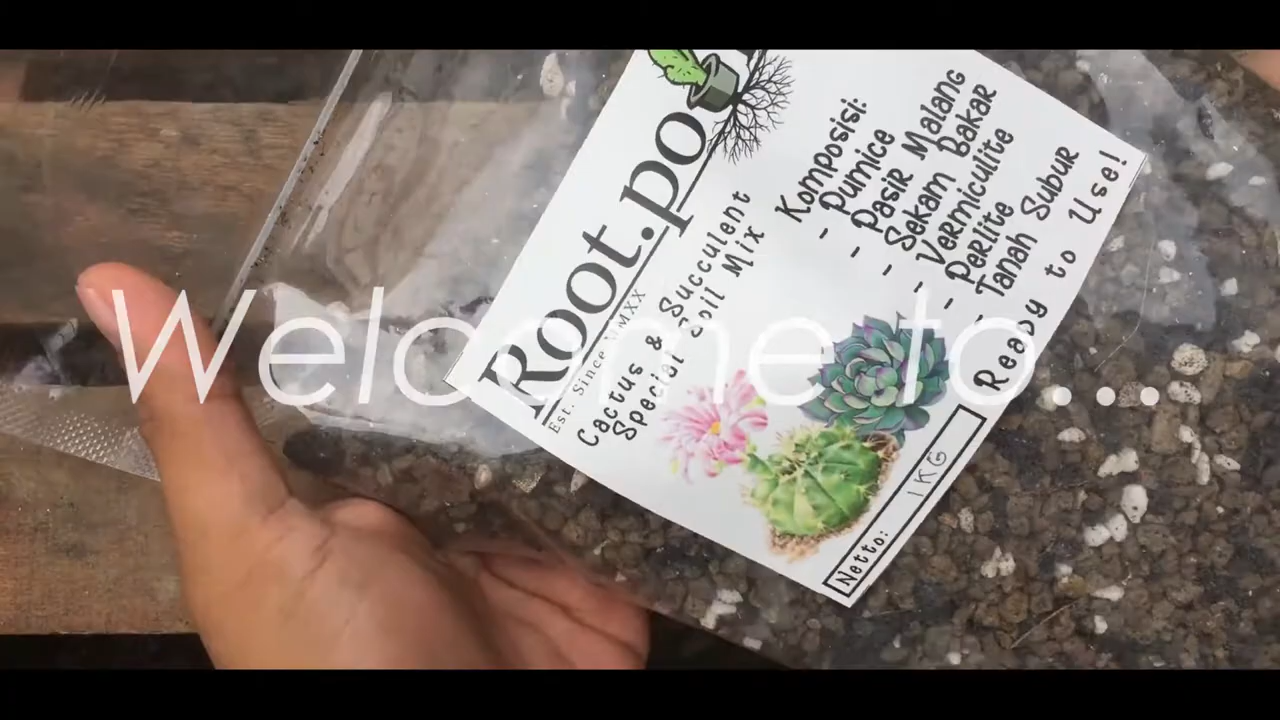 Root.po
Est. Since MMXX
Cactus & Succulent
Special Soil Mix
Komposisi:
- Pumice
- Pasir Malang
- Sekam Bakar
- Vermiculite
- Perlite
- Tanah Subur
Ready to Use!
Netto: 1KG
Welcome to...